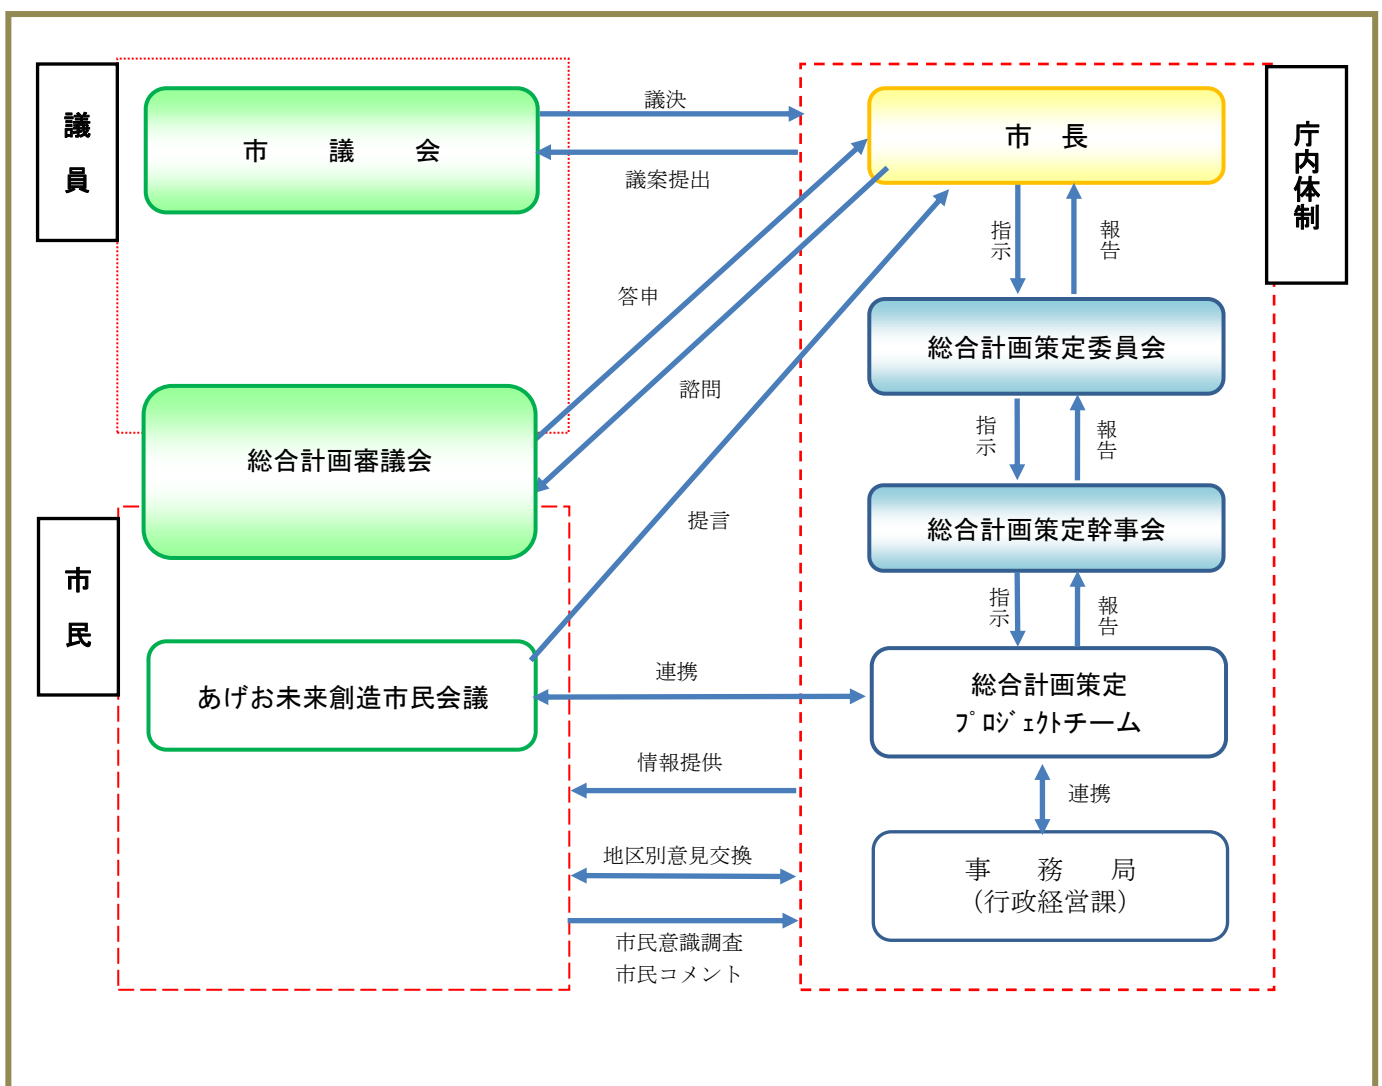 議員
市　議　会
議決
議案提出
市　長
庁内体制
指示
報告
答申
総合計画策定委員会
諮問
指示
報告
総合計画審議会
提言
総合計画策定幹事会
市民
指示
報告
あげお未来創造市民会議
連携
総合計画策定
ﾌﾟﾛｼﾞｪｸﾄチーム
情報提供
連携
地区別意見交換
事　務　局
（行政経営課）
市民意識調査
市民コメント